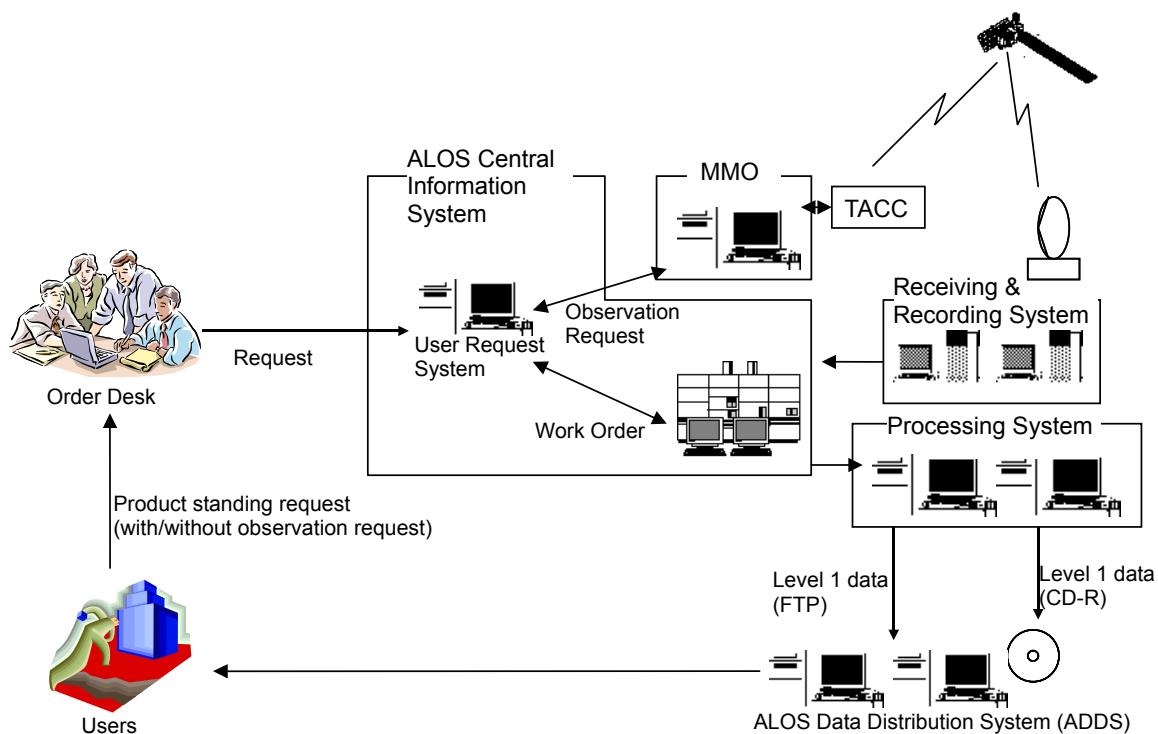 ALOS Central
Information
System
MMO
TACC
Receiving &
Recording System
Observation
Request
User Request
System
Request
Order Desk
Work Order
Processing System
Product standing request
(with/without observation request)
Level 1 data
(FTP)
Level 1 data
(CD-R)
Users
ALOS Data Distribution System (ADDS)